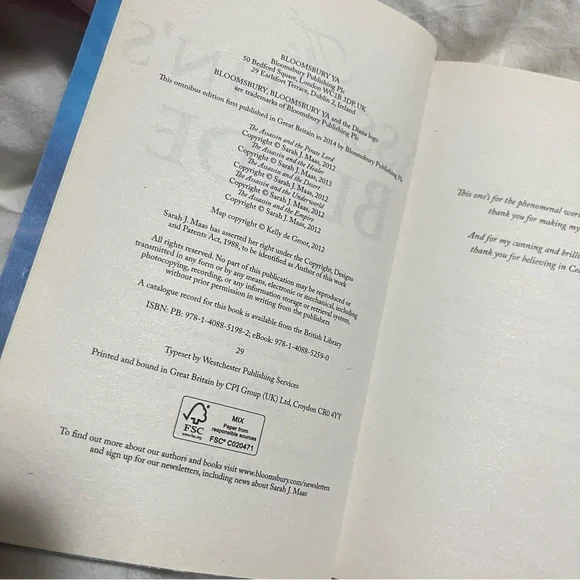 BLOOMSBURY YA
Bloomsbury Publishing Plc
50 Bedford Square, London WC1B 3DP, UK
29 Earlsfort Terrace, Dublin 2, Ireland
BLOOMSBURY, BLOOMSBURY YA and the Diana logo
are trademarks of Bloomsbury Publishing Plc
This omnibus edition first published in Great Britain in 2014 by Bloomsbury Publishing Plc
The Assassin and the Pirate Lord
Copyright © Sarah J. Maas, 2012
The Assassin and the Healer
Copyright © Sarah J. Maas, 2013
The Assassin and the Desert
Copyright © Sarah J. Maas, 2012
The Assassin and the Underworld
Copyright © Sarah J. Maas, 2012
The Assassin and the Empire
Copyright © Sarah J. Maas, 2012
Map copyright © Kelly de Groot, 2012
Sarah J. Maas has asserted her right under the Copyright, Designs
and Patents Act, 1988, to be identified as Author of this work
All rights reserved. No part of this publication may be reproduced or
transmitted in any form or by any means, electronic or mechanical, including
photocopying, recording, or any information storage or retrieval system,
without prior permission in writing from the publishers
A catalogue record for this book is available from the British Library
ISBN: PB: 978-1-4088-5198-2; eBook: 978-1-4088-5259-0
29
Typeset by Westchester Publishing Services
Printed and bound in Great Britain by CPI Group (UK) Ltd, Croydon CR0 4YY
FSC
www.fsc.org
MIX
Paper from
responsible sources
FSC® C020471
To find out more about our authors and books visit www.bloomsbury.com/newsletters
and sign up for our newsletters, including news about Sarah J. Maas
This one's for the phenomenal
thank you for making my
And for my cunning and
thank you for believing in